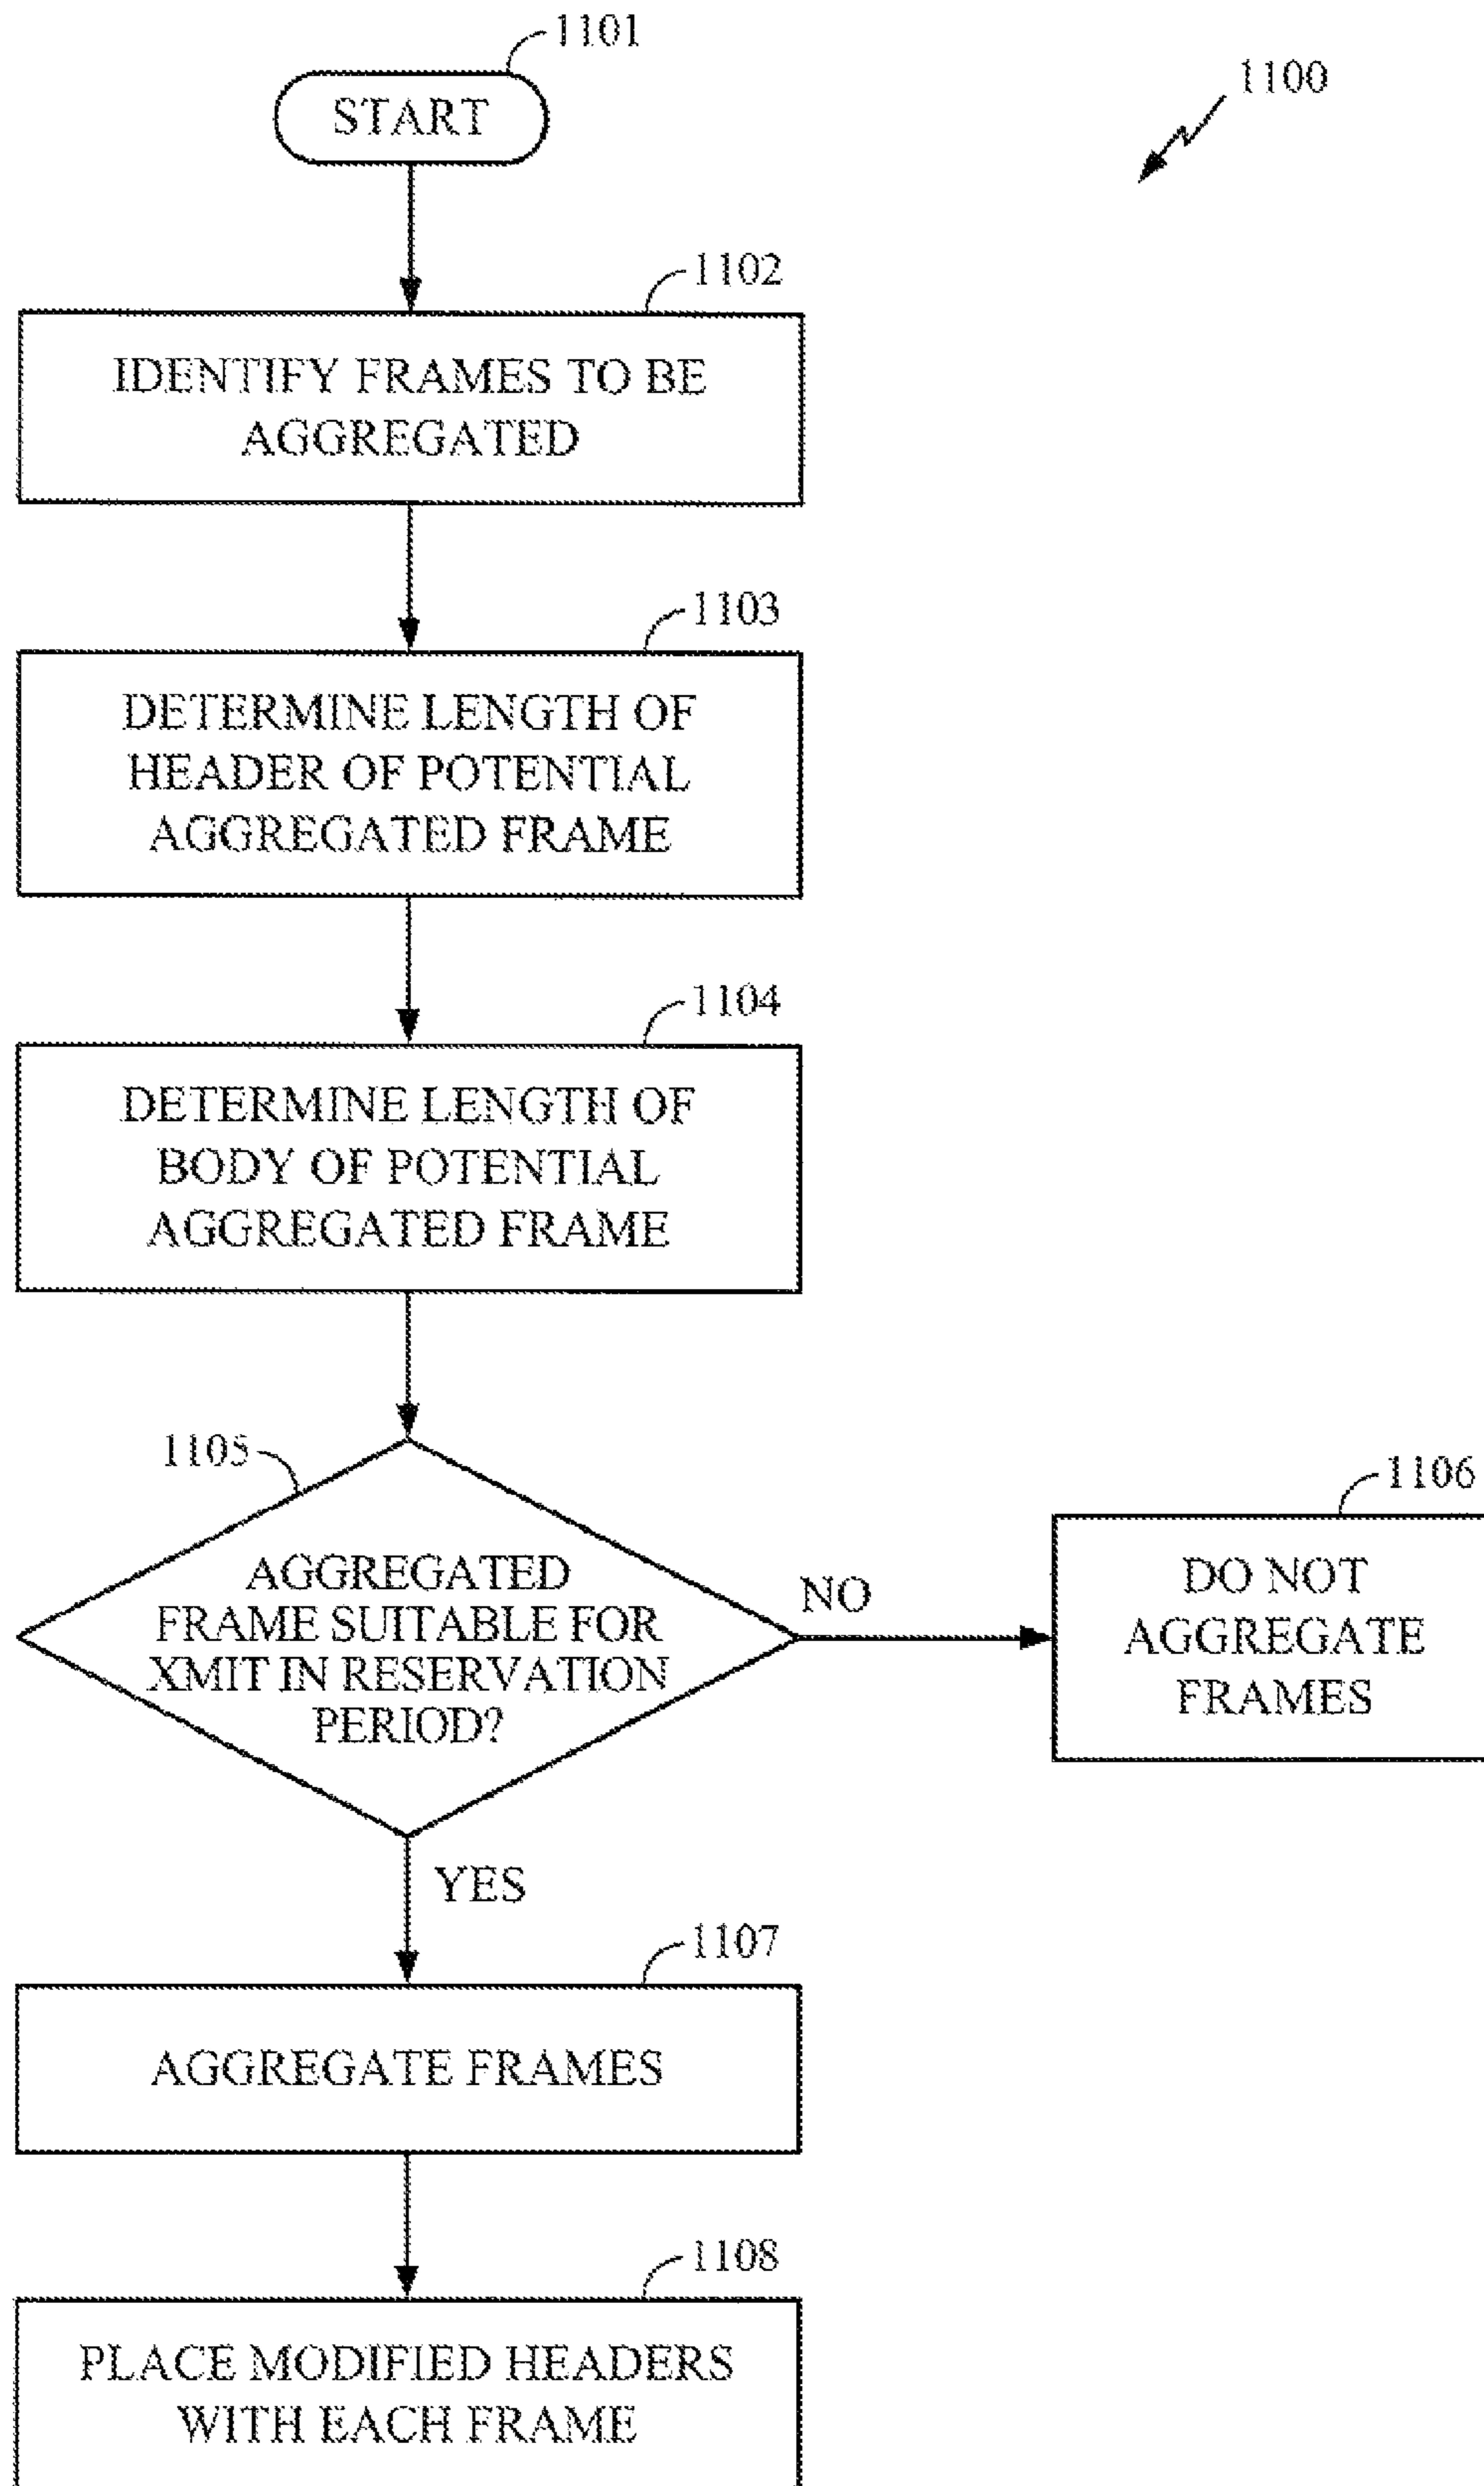 1101
START
1100
1102
IDENTIFY FRAMES TO BE
AGGREGATED
1103
DETERMINE LENGTH OF
HEADER OF POTENTIAL
AGGREGATED FRAME
1104
DETERMINE LENGTH OF
BODY OF POTENTIAL
AGGREGATED FRAME
1105
AGGREGATED
FRAME SUITABLE FOR
XMIT IN RESERVATION
PERIOD?
NO
1106
DO NOT
AGGREGATE
FRAMES
YES
1107
AGGREGATE FRAMES
1108
PLACE MODIFIED HEADERS
WITH EACH FRAME